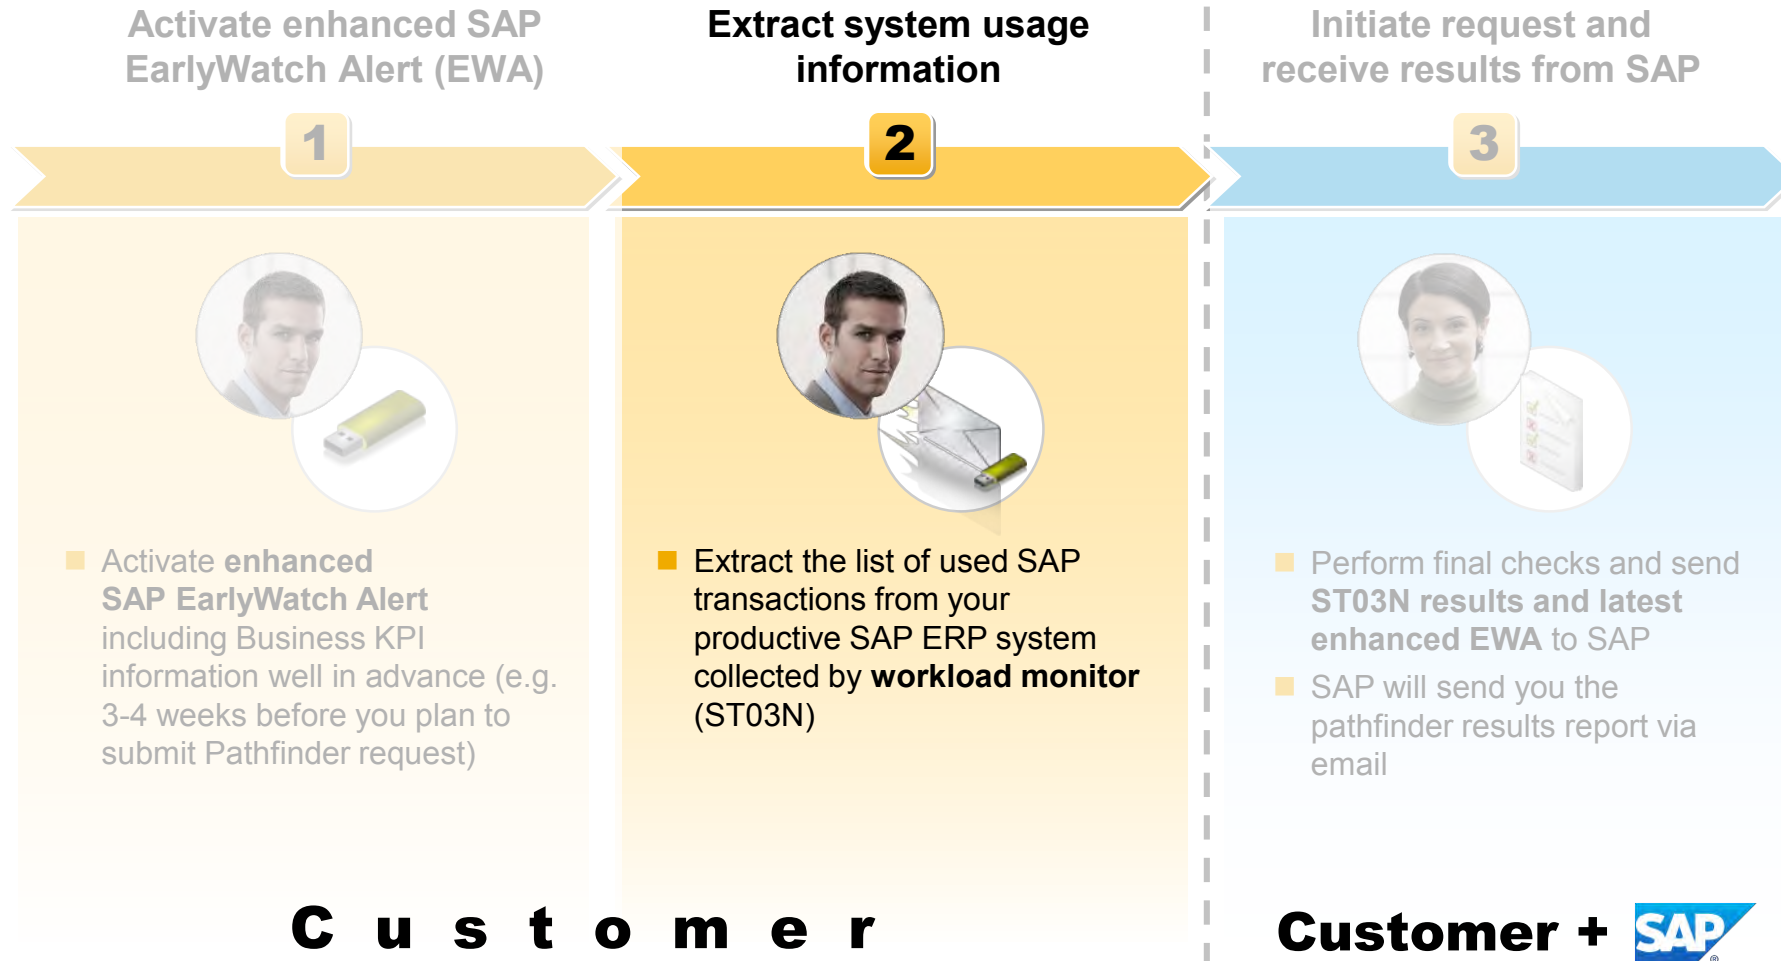 Activate enhanced SAP
EarlyWatch Alert (EWA)
Extract system usage
information
Initiate request and
receive results from SAP
1
2
3
Activate enhanced
SAP EarlyWatch Alert
including Business KPI
information well in advance (e.g.
3-4 weeks before you plan to
submit Pathfinder request)
Extract the list of used SAP
transactions from your
productive SAP ERP system
collected by workload monitor
(ST03N)
Perform final checks and send
ST03N results and latest
enhanced EWA to SAP
SAP will send you the
pathfinder results report via
email
Customer
Customer + SAP®